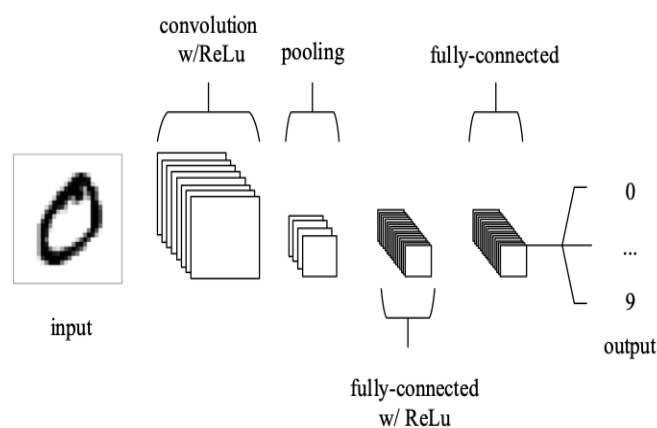 convolution
w/ReLu
pooling
fully-connected
0
...
9
input
output
fully-connected
w/ ReLu